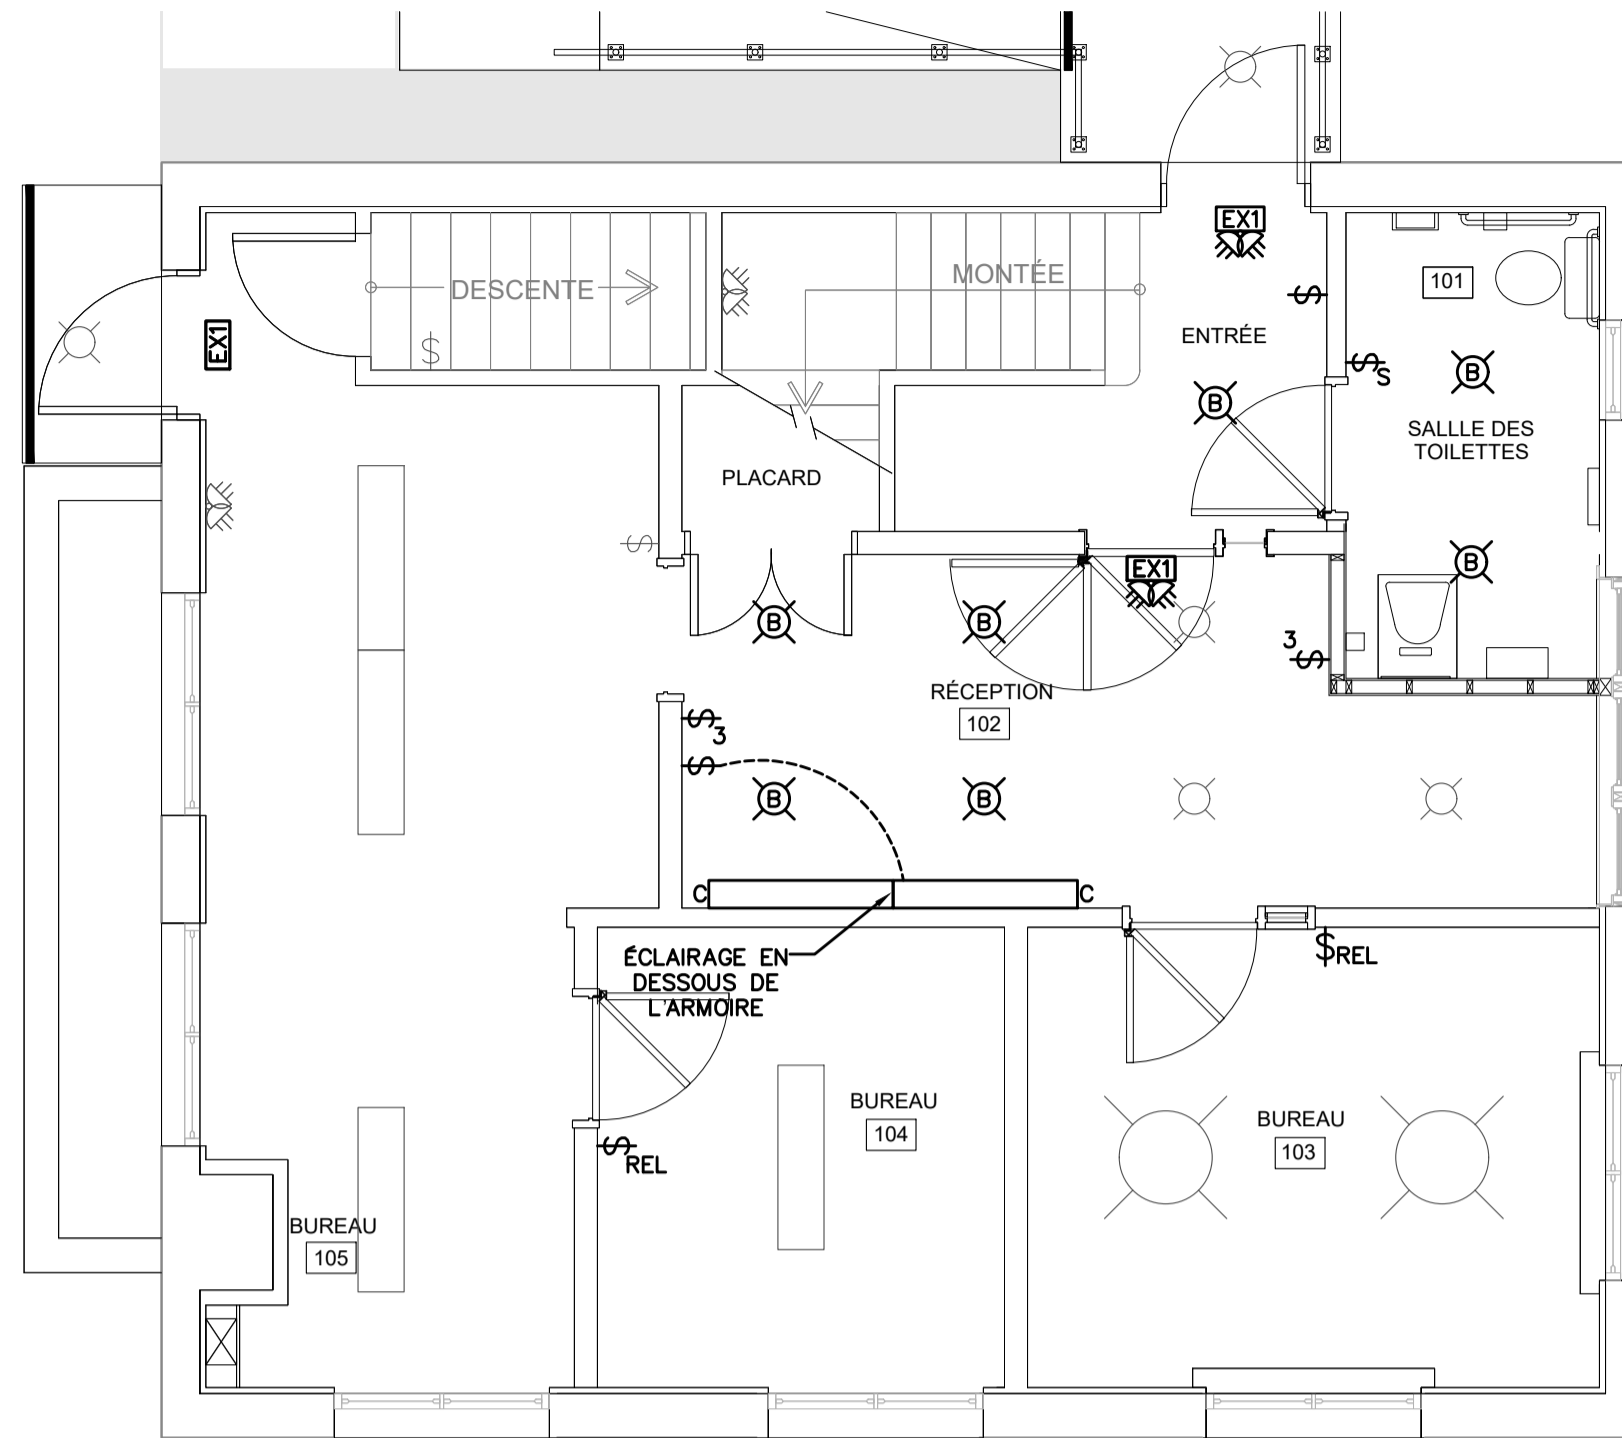 EX1
101
MONTÉE
DESCENTE
$
ENTRÉE
$
EX1
$
$S
B
B
SALLLE DES
TOILETTES
PLACARD
$
B
EX1
B
B
3
$
RÉCEPTION
102
$3
$
B
B
C
C
ÉCLAIRAGE EN
DESSOUS DE
L'ARMOIRE
$REL
BUREAU
104
BUREAU
103
$REL
BUREAU
105
M
M